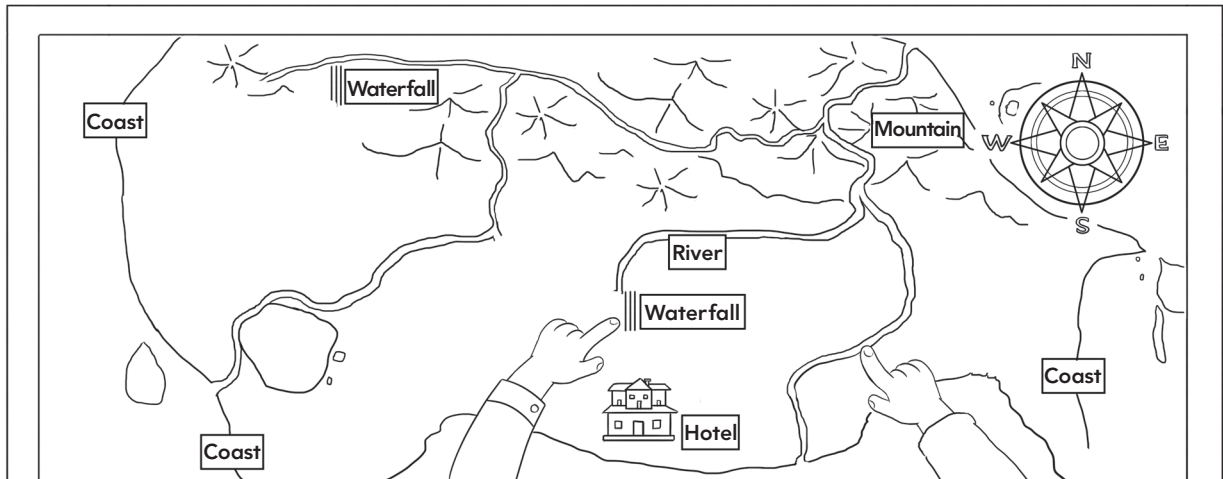 N
Waterfall
Coast
Mountain
W
E
S
River
Waterfall
Coast
Hotel
Coast